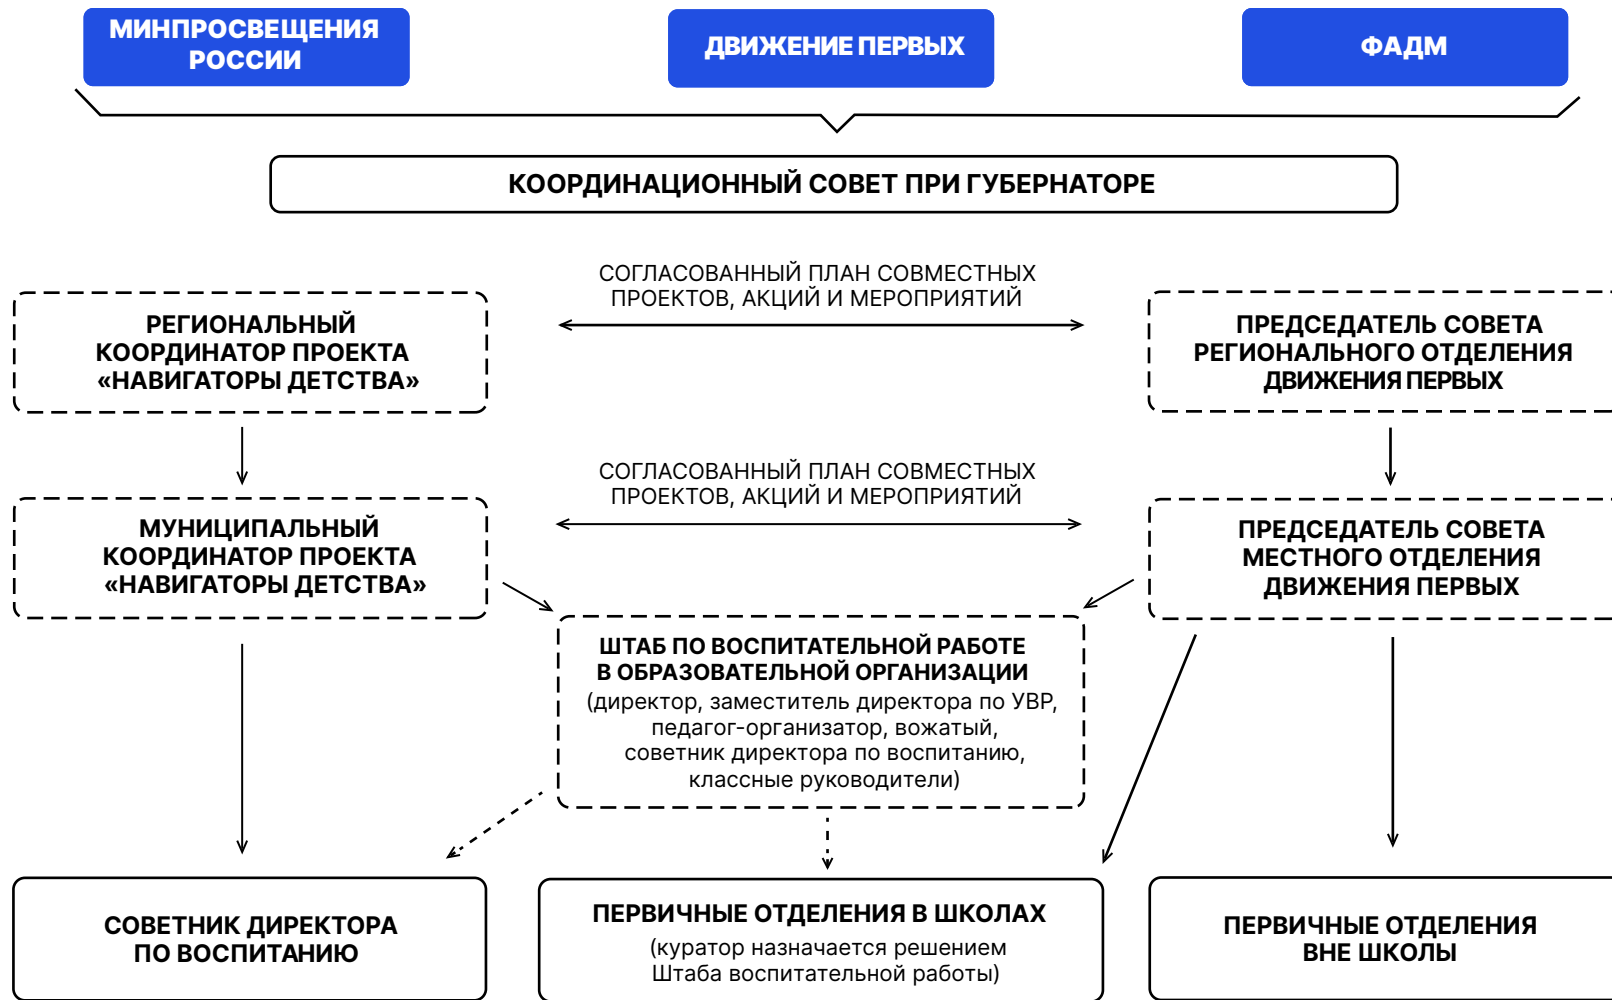 МИНПРОСВЕЩЕНИЯ
РОССИИ
ДВИЖЕНИЕ ПЕРВЫХ
ФАДМ
КООРДИНАЦИОННЫЙ СОВЕТ ПРИ ГУБЕРНАТОРЕ
СОГЛАСОВАННЫЙ ПЛАН СОВМЕСТНЫХ
ПРОЕКТОВ, АКЦИЙ И МЕРОПРИЯТИЙ
РЕГИОНАЛЬНЫЙ
КООРДИНАТОР ПРОЕКТА
«НАВИГАТОРЫ ДЕТСТВА»
ПРЕДСЕДАТЕЛЬ СОВЕТА
РЕГИОНАЛЬНОГО ОТДЕЛЕНИЯ
ДВИЖЕНИЯ ПЕРВЫХ
СОГЛАСОВАННЫЙ ПЛАН СОВМЕСТНЫХ
ПРОЕКТОВ, АКЦИЙ И МЕРОПРИЯТИЙ
МУНИЦИПАЛЬНЫЙ
КООРДИНАТОР ПРОЕКТА
«НАВИГАТОРЫ ДЕТСТВА»
ПРЕДСЕДАТЕЛЬ СОВЕТА
МЕСТНОГО ОТДЕЛЕНИЯ
ДВИЖЕНИЯ ПЕРВЫХ
ШТАБ ПО ВОСПИТАТЕЛЬНОЙ РАБОТЕ
В ОБРАЗОВАТЕЛЬНОЙ ОРГАНИЗАЦИИ
(директор, заместитель директора по УВР,
педагог-организатор, вожатый,
советник директора по воспитанию,
классные руководители)
СОВЕТНИК ДИРЕКТОРА
ПО ВОСПИТАНИЮ
ПЕРВИЧНЫЕ ОТДЕЛЕНИЯ В ШКОЛАХ
(куратор назначается решением
Штаба воспитательной работы)
ПЕРВИЧНЫЕ ОТДЕЛЕНИЯ
ВНЕ ШКОЛЫ